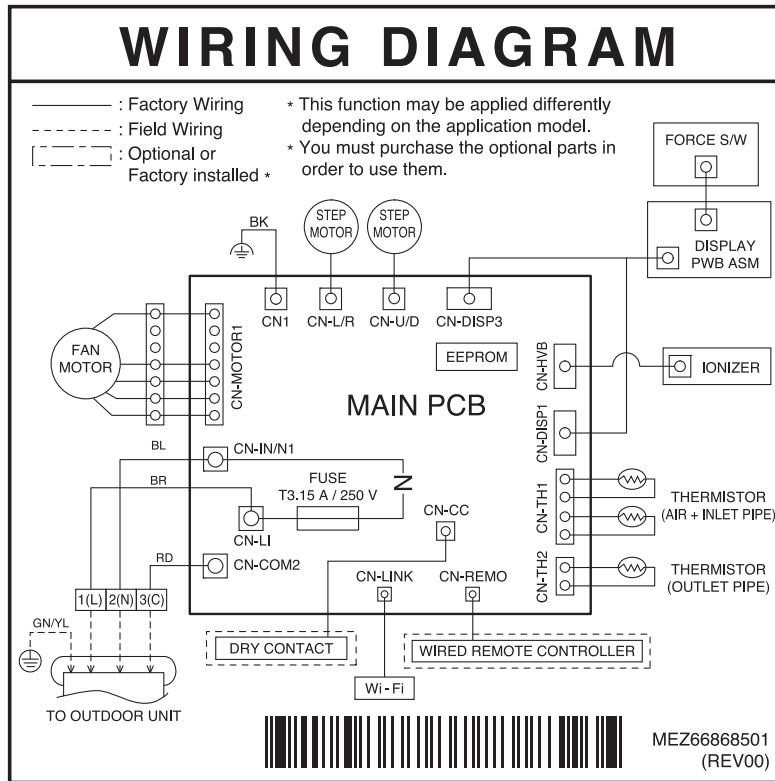 WIRING DIAGRAM
: Factory Wiring
: Field Wiring
: Optional or
Factory installed *
* This function may be applied differently
depending on the application model.
* You must purchase the optional parts in
order to use them.
FORCE S/W
DISPLAY
PWB ASM
BK
STEP
MOTOR
STEP
MOTOR
CN1
CN-L/R
CN-U/D
CN-DISP3
FAN
MOTOR
CN-MOTOR1
EEPROM
CN-HVB
IONIZER
MAIN PCB
CN-DISP1
BL
CN-IN/N1
BR
FUSE
T3.15 A / 250 V
N
CN-LI
CN-CC
CN-TH1
THERMISTOR
(AIR + INLET PIPE)
RD
CN-COM2
CN-LINK
CN-REMO
CN-TH2
THERMISTOR
(OUTLET PIPE)
1(L) 2(N) 3(C)
GN/YL
DRY CONTACT
WIRED REMOTE CONTROLLER
Wi - Fi
TO OUTDOOR UNIT
MEZ66868501
(REV00)